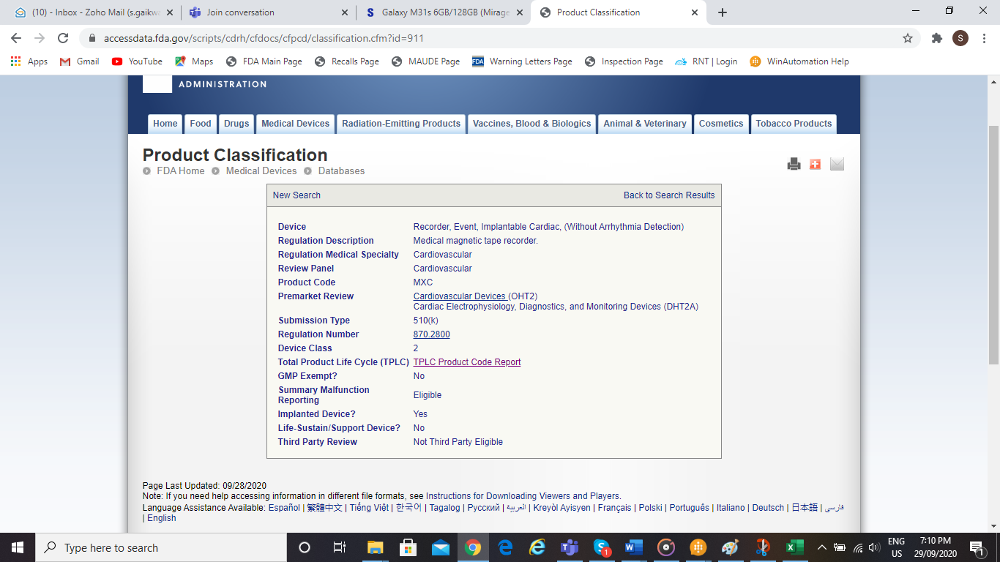 (10) - Inbox - Zoho Mail (s.gaikwa
Join conversation
Galaxy M31s 6GB/128GB (Mirage
Product Classification
accessdata.fda.gov/scripts/cdrh/cfdocs/cfpcd/classification.cfm?id=911
S
Apps Gmail YouTube Maps FDA Main Page Recalls Page MAUDE Page FDA Warning Letters Page Inspection Page RNT | Login WinAutomation Help
ADMINISTRATION
Home Food Drugs Medical Devices Radiation-Emitting Products Vaccines, Blood & Biologics Animal & Veterinary Cosmetics Tobacco Products
Product Classification
FDA Home Medical Devices Databases
New Search Back to Search Results
Device Recorder, Event, Implantable Cardiac, (Without Arrhythmia Detection)
Regulation Description Medical magnetic tape recorder.
Regulation Medical Specialty Cardiovascular
Review Panel Cardiovascular
Product Code MXC
Premarket Review Cardiovascular Devices (OHT2)
Cardiac Electrophysiology, Diagnostics, and Monitoring Devices (DHT2A)
Submission Type 510(k)
Regulation Number 870.2800
Device Class 2
Total Product Life Cycle (TPLC) TPLC Product Code Report
GMP Exempt? No
Summary Malfunction
Reporting Eligible
Implanted Device? Yes
Life-Sustain/Support Device? No
Third Party Review Not Third Party Eligible
Page Last Updated: 09/28/2020
Note: If you need help accessing information in different file formats, see Instructions for Downloading Viewers and Players.
Language Assistance Available: Español | 繁體中文 | Tiếng Việt | 한국어 | Tagalog | Русский | العربية | Kreyòl Ayisyen | Français | Polski | Português | Italiano | Deutsch | 日本語 | فارسی
| English
Type here to search
ENG
US
7:10 PM
29/09/2020
1
1